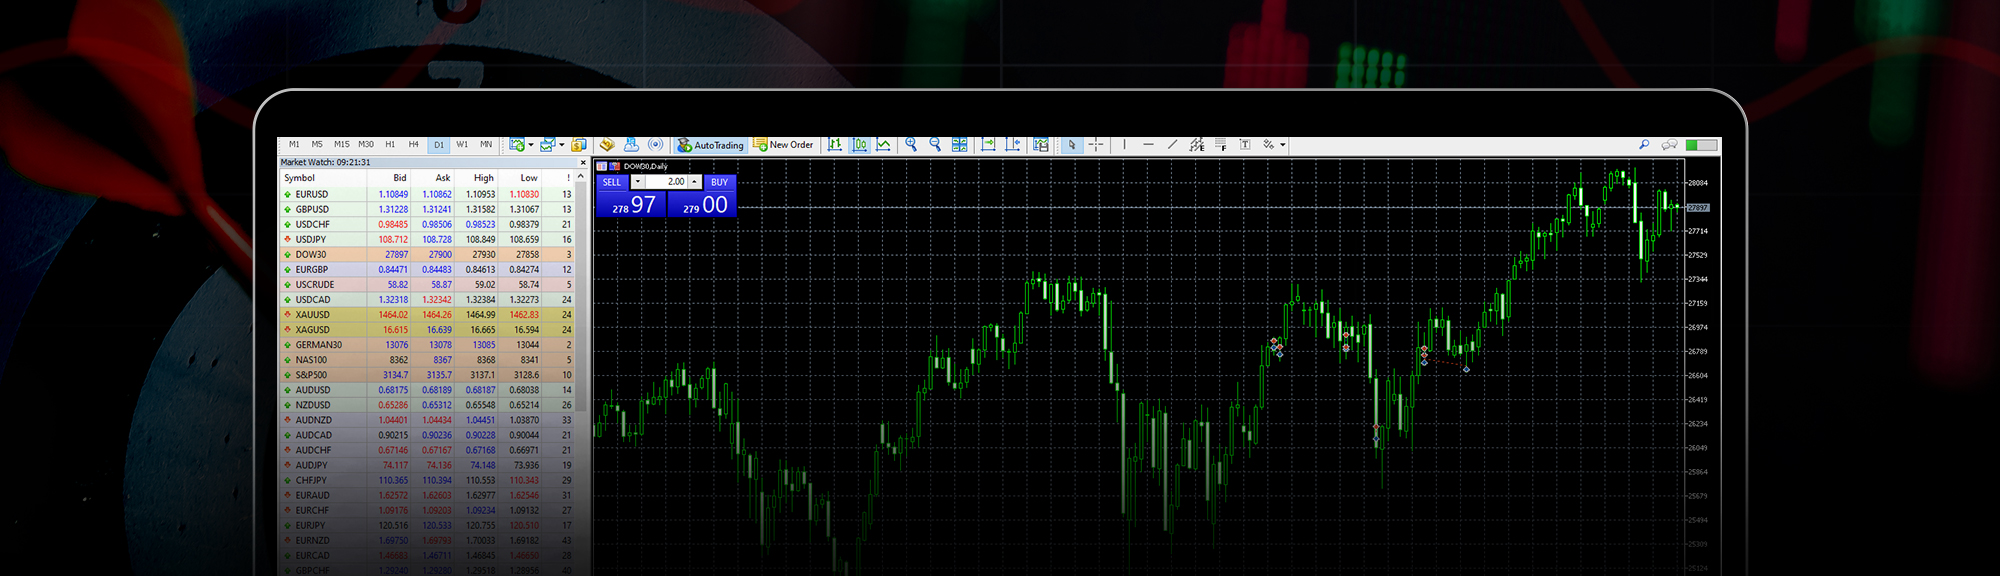 M1 M5 M15 M30 H1 H4 D1 W1 MN AutoTrading New Order
Market Watch: 09:21:31
Symbol Bid Ask High Low !
EURUSD 1.10849 1.10862 1.10953 1.10830 13
GBPUSD 1.31228 1.31241 1.31582 1.31067 13
USDCHF 0.98485 0.98506 0.98523 0.98379 21
USDJPY 108.712 108.728 108.849 108.659 16
DOW30 27897 27900 27930 27858 3
EURGBP 0.84471 0.84483 0.84613 0.84274 12
USCRUDE 58.82 58.87 59.02 58.74 5
USDCAD 1.32318 1.32342 1.32384 1.32273 24
XAUUSD 1464.02 1464.26 1464.99 1462.83 24
XAGUSD 16.615 16.639 16.665 16.594 24
GERMAN30 13076 13078 13085 13044 2
NAS100 8362 8367 8368 8341 5
S&P500 3134.7 3135.7 3137.1 3128.6 10
AUDUSD 0.68175 0.68189 0.68187 0.68038 14
NZDUSD 0.65286 0.65312 0.65548 0.65214 26
AUDNZD 1.04401 1.04434 1.04451 1.03870 33
AUDCAD 0.90215 0.90236 0.90228 0.90044 21
AUDCHF 0.67146 0.67167 0.67168 0.66971 21
AUDJPY 74.117 74.136 74.148 73.936 19
CHFJPY 110.365 110.394 110.553 110.343 29
EURAUD 1.62572 1.62603 1.62977 1.62546 31
EURCHF 1.09176 1.09203 1.09234 1.09132 27
EURJPY 120.516 120.533 120.755 120.510 17
EURNZD 1.69750 1.69793 1.70033 1.69182 43
EURCAD 1.46683 1.46711 1.46845 1.46650 28
GBPCHF 1.29240 1.29280 1.29518 1.28956 40
DOW30,Daily
SELL 2.00 BUY
278 97 279 00
28084
27897
27714
27529
27344
27159
26974
26789
26604
26419
26234
26049
25864
25679
25494
25309
25124
7